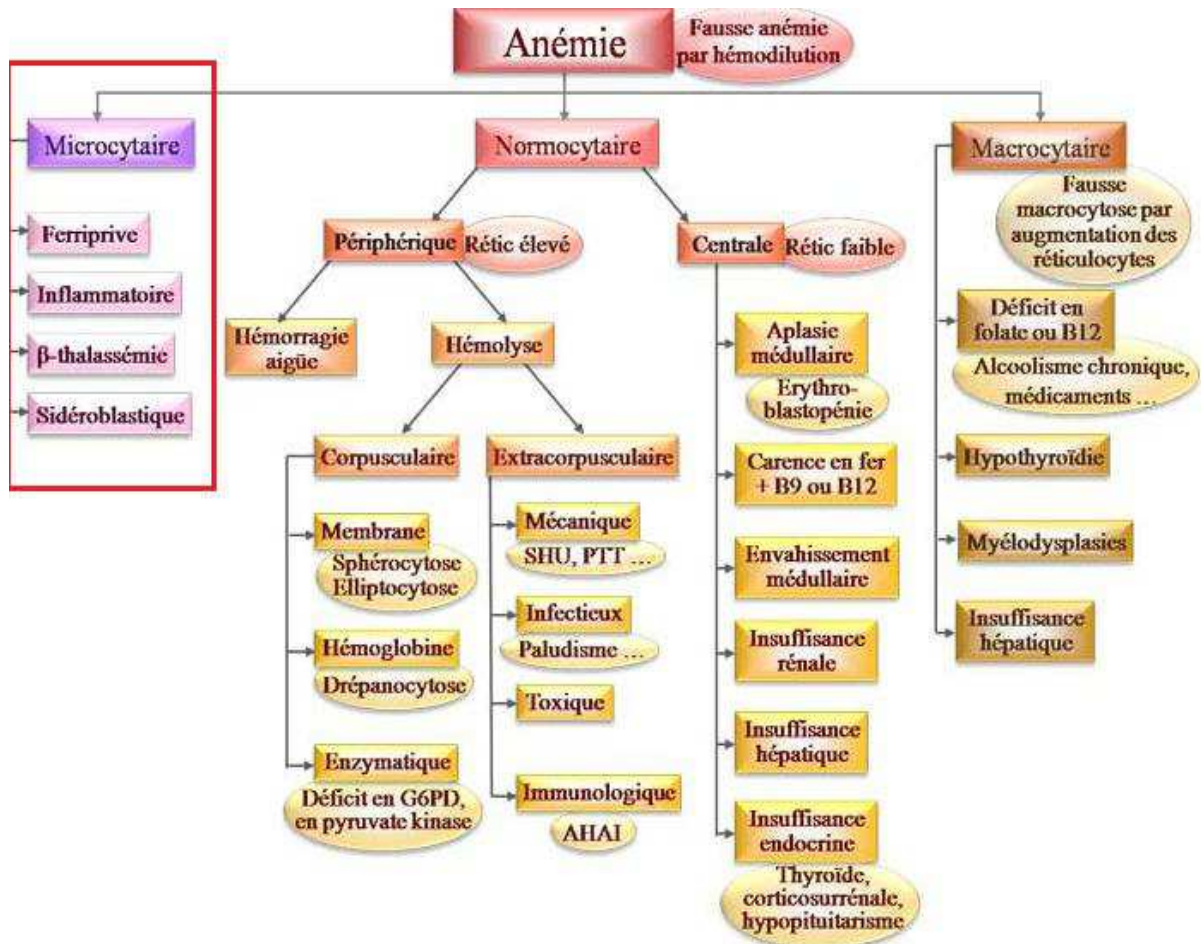 Anémie
Fausse anémie
par hémodilution
Microcytaire
Ferriprive
Inflammatoire
β-thalassémie
Sidéroblastique
Normocytaire
Périphérique
Rétic élevé
Hémorragie
aigüe
Hémolyse
Corpusculaire
Membrane
Sphérocytose
Elliptocytose
Hémoglobine
Drépanocytose
Enzymatique
Déficit en G6PD,
en pyruvate kinase
Extracorpusculaire
Mécanique
SHU, PTT ...
Infectieux
Paludisme ...
Toxique
Immunologique
AHAI
Centrale
Rétic faible
Aplasie
médullaire
Erythro-
blastopénie
Carence en fer
+ B9 ou B12
Envahissement
médullaire
Insuffisance
rénale
Insuffisance
hépatique
Insuffisance
endocrine
Thyroïde,
corticosurrénale,
hypopituitarisme
Macrocytaire
Fausse
macrocytose par
augmentation des
réticulocytes
Déficit en
folate ou B12
Alcoolisme chronique,
médicaments ...
Hypothyroïdie
Myélodysplasies
Insuffisance
hépatique